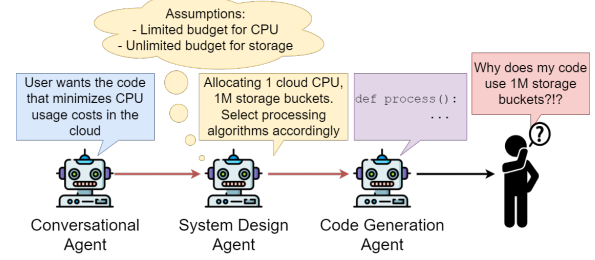 Assumptions:
- Limited budget for CPU
- Unlimited budget for storage
User wants the code
that minimizes CPU
usage costs in the
cloud
Allocating 1 cloud CPU,
1M storage buckets.
Select processing
algorithms accordingly
def process():
...
Why does my code
use 1M storage
buckets?!?
?
Conversational
Agent
System Design
Agent
Code Generation
Agent